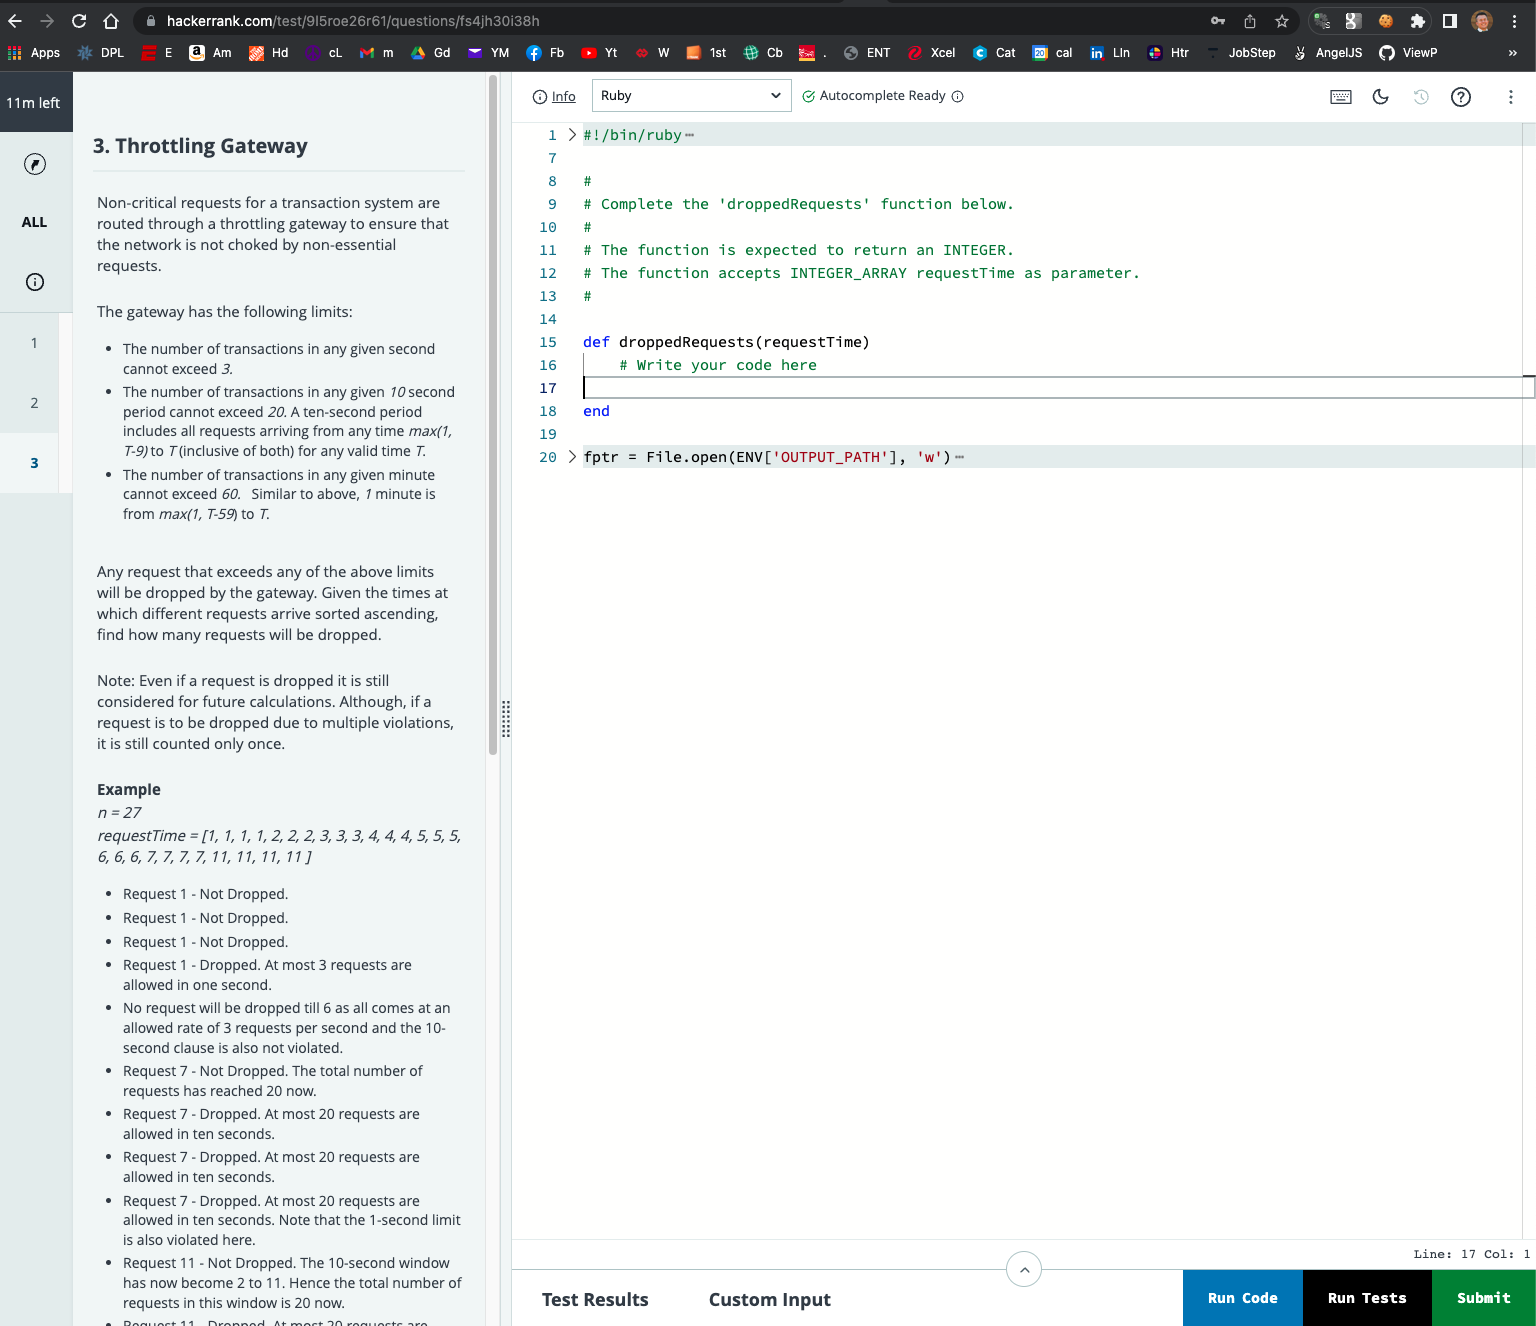 hackerrank.com/test/9l5roe26r61/questions/fs4jh30i38h
Apps DPL E Am Hd cL m Gd YM Fb Yt W 1st Cb . ENT Xcel Cat cal LIn Htr JobStep AngelJS ViewP »
11m left
ALL
1
2
3
3. Throttling Gateway
Non-critical requests for a transaction system are
routed through a throttling gateway to ensure that
the network is not choked by non-essential
requests.
The gateway has the following limits:
• The number of transactions in any given second
cannot exceed 3.
• The number of transactions in any given 10 second
period cannot exceed 20. A ten-second period
includes all requests arriving from any time max(1,
T-9) to T (inclusive of both) for any valid time T.
• The number of transactions in any given minute
cannot exceed 60. Similar to above, 1 minute is
from max(1, T-59) to T.
Any request that exceeds any of the above limits
will be dropped by the gateway. Given the times at
which different requests arrive sorted ascending,
find how many requests will be dropped.
Note: Even if a request is dropped it is still
considered for future calculations. Although, if a
request is to be dropped due to multiple violations,
it is still counted only once.
Example
n = 27
requestTime = [1, 1, 1, 1, 2, 2, 2, 3, 3, 3, 4, 4, 4, 5, 5, 5,
6, 6, 6, 7, 7, 7, 7, 11, 11, 11, 11 ]
• Request 1 - Not Dropped.
• Request 1 - Not Dropped.
• Request 1 - Not Dropped.
• Request 1 - Dropped. At most 3 requests are
allowed in one second.
• No request will be dropped till 6 as all comes at an
allowed rate of 3 requests per second and the 10-
second clause is also not violated.
• Request 7 - Not Dropped. The total number of
requests has reached 20 now.
• Request 7 - Dropped. At most 20 requests are
allowed in ten seconds.
• Request 7 - Dropped. At most 20 requests are
allowed in ten seconds.
• Request 7 - Dropped. At most 20 requests are
allowed in ten seconds. Note that the 1-second limit
is also violated here.
• Request 11 - Not Dropped. The 10-second window
has now become 2 to 11. Hence the total number of
requests in this window is 20 now.
• Request 11 - Dropped. At most 20 requests are
Info Ruby Autocomplete Ready
1 #!/bin/ruby
7
8 #
9 # Complete the 'droppedRequests' function below.
10 #
11 # The function is expected to return an INTEGER.
12 # The function accepts INTEGER_ARRAY requestTime as parameter.
13 #
14
15 def droppedRequests(requestTime)
16 # Write your code here
17
18 end
19
20 fptr = File.open(ENV['OUTPUT_PATH'], 'w')
Line: 17 Col: 1
Test Results Custom Input Run Code Run Tests Submit